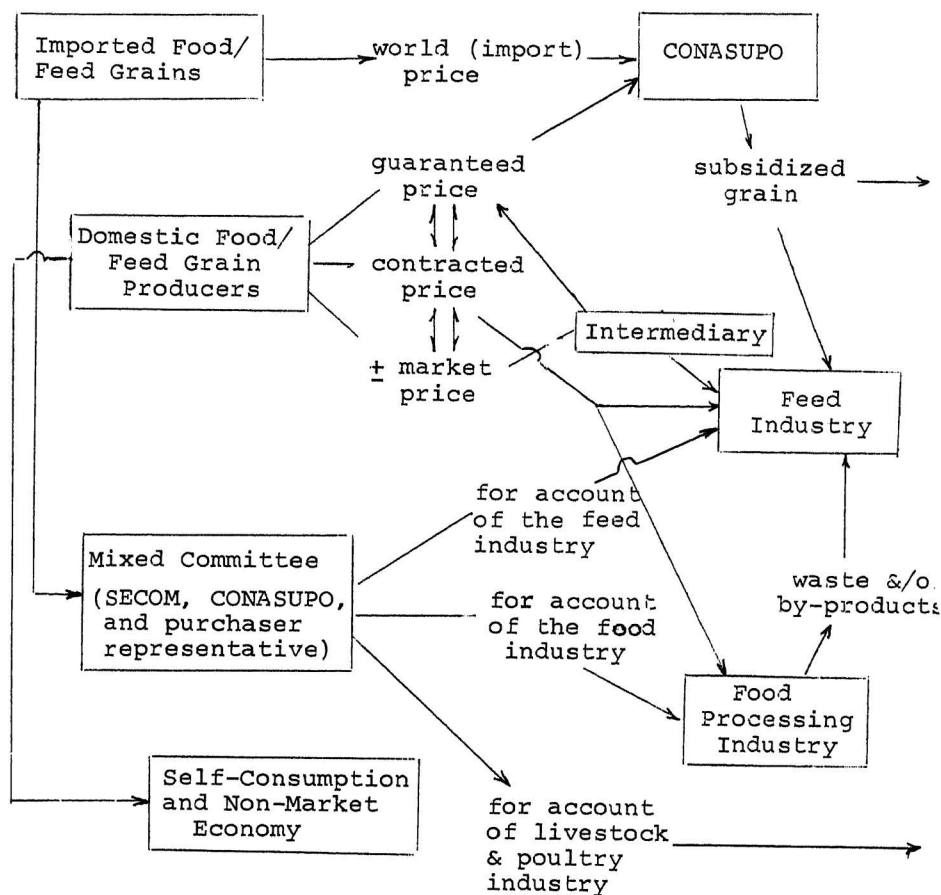 Imported Food/
Feed Grains
world (import)
price
CONASUPO
guaranteed
price
subsidized
grain
Domestic Food/
Feed Grain
Producers
contracted
price
Intermediary
± market
price
Feed
Industry
for account
of the feed
industry
Mixed Committee
(SECOM, CONASUPO,
and purchaser
representative)
for account
of the food
industry
waste &/o
by-products
Food
Processing
Industry
Self-Consumption
and Non-Market
Economy
for account
of livestock
& poultry
industry